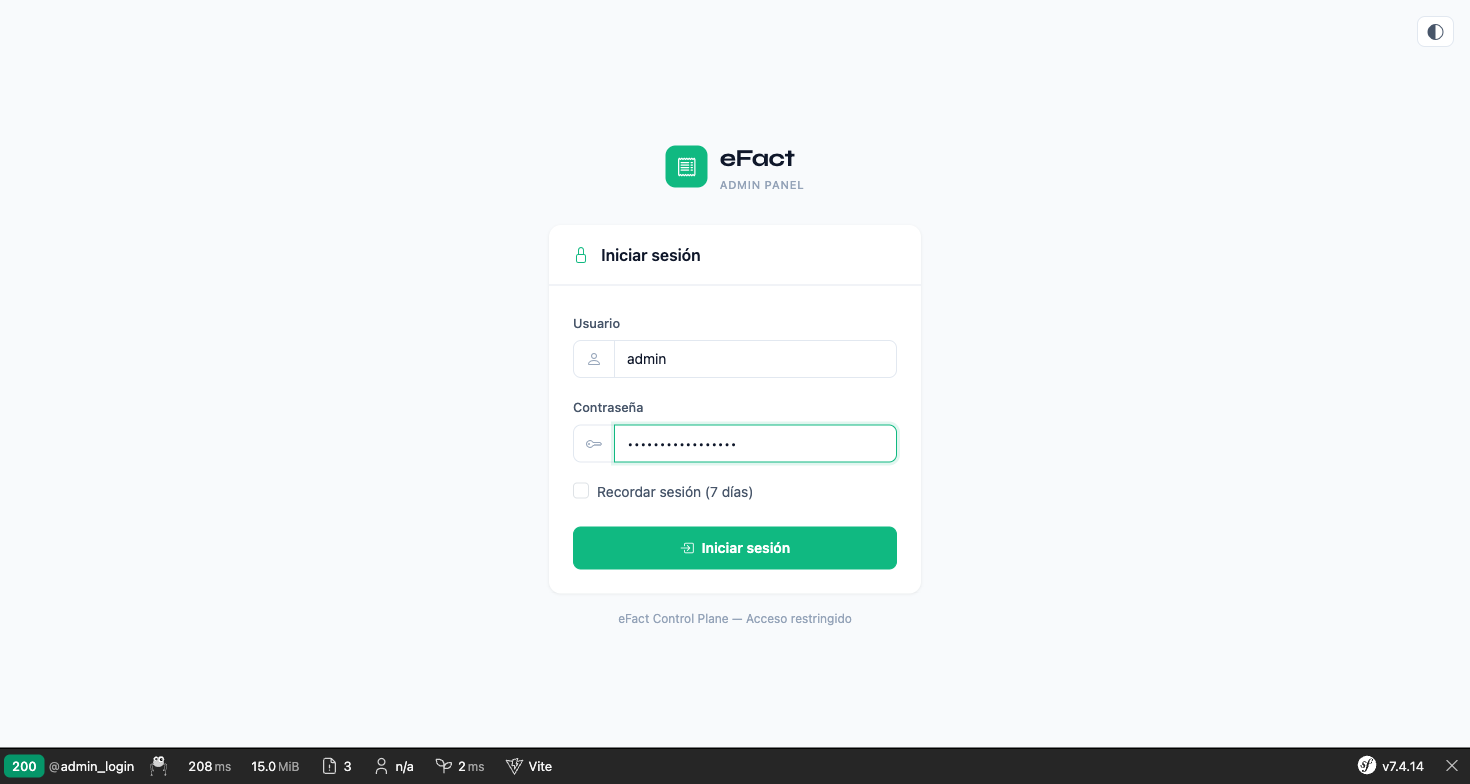 eFact
ADMIN PANEL
Iniciar sesión
Usuario
admin
Contraseña
•••••••••••••••••
Recordar sesión (7 días)
Iniciar sesión
eFact Control Plane — Acceso restringido
200 @admin_login 208 ms 15.0 MiB 3 n/a 2 ms Vite sf v7.4.14